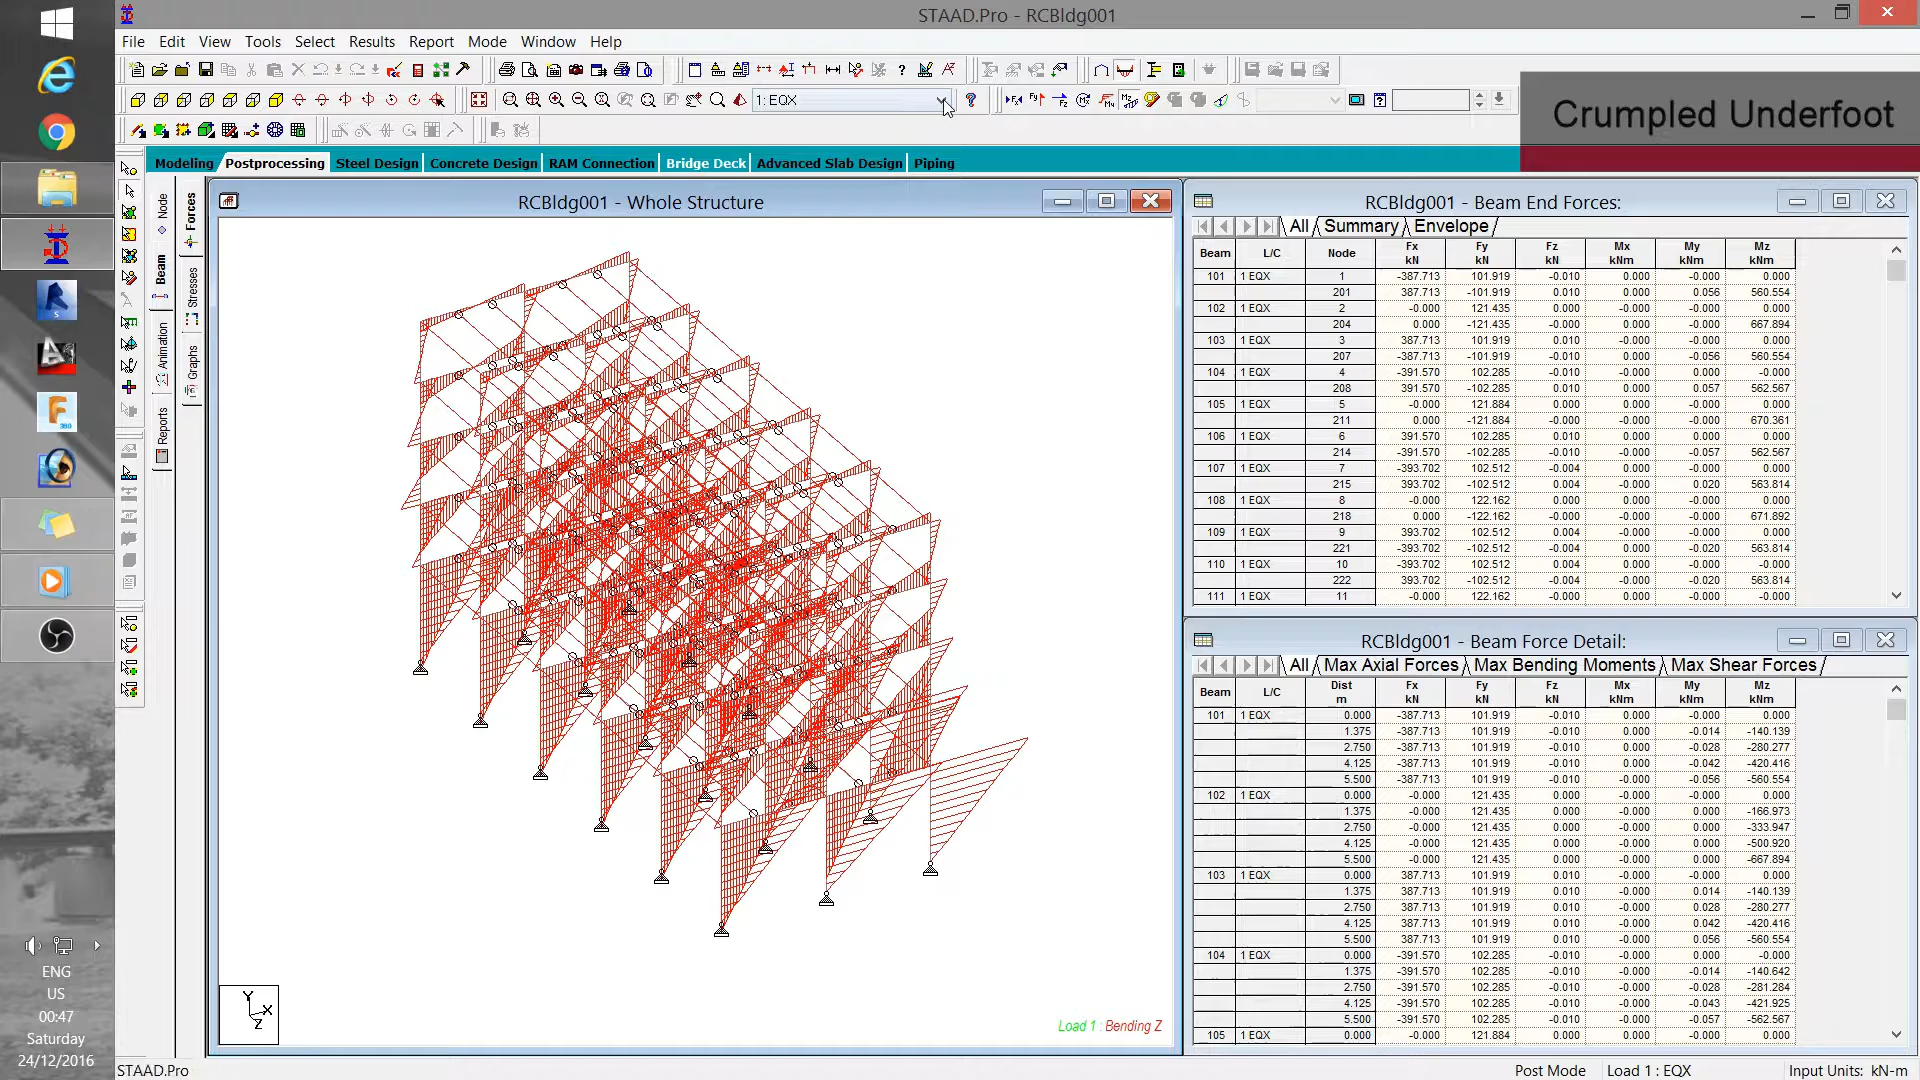 STAAD.Pro - RCBldg001
File Edit View Tools Select Results Report Mode Window Help
1: EQX
Crumpled Underfoot
Modeling Postprocessing Steel Design Concrete Design RAM Connection Bridge Deck Advanced Slab Design Piping
Node
Beam
Animation
Reports
Forces
Stresses
Graphs
RCBldg001 - Whole Structure
Y
X
Z
Load 1 : Bending Z
RCBldg001 - Beam End Forces:
All Summary Envelope
Beam L/C Node Fx kN Fy kN Fz kN Mx kNm My kNm Mz kNm
101 1 EQX 1 -387.713 101.919 -0.010 0.000 -0.000 0.000
201 387.713 -101.919 0.010 0.000 0.056 560.554
102 1 EQX 2 -0.000 121.435 0.000 -0.000 -0.000 0.000
204 0.000 -121.435 0.000 0.000 -0.000 667.894
103 1 EQX 3 387.713 101.919 0.010 -0.000 0.000 0.000
207 -387.713 -101.919 -0.010 0.000 -0.056 560.554
104 1 EQX 4 -391.570 102.285 -0.010 0.000 0.000 -0.000
208 391.570 -102.285 0.010 0.000 0.057 562.567
105 1 EQX 5 -0.000 121.884 0.000 -0.000 -0.000 0.000
211 0.000 -121.884 0.000 0.000 -0.000 670.361
106 1 EQX 6 391.570 102.285 0.010 0.000 0.000 0.000
214 -391.570 -102.285 -0.010 0.000 -0.057 562.567
107 1 EQX 7 -393.702 102.512 -0.004 0.000 -0.000 0.000
215 393.702 -102.512 0.004 -0.000 0.020 563.814
108 1 EQX 8 -0.000 122.162 0.000 -0.000 -0.000 0.000
218 0.000 -122.162 0.000 0.000 -0.000 671.892
109 1 EQX 9 393.702 102.512 0.004 -0.000 0.000 0.000
221 -393.702 -102.512 -0.004 0.000 -0.020 563.814
110 1 EQX 10 -393.702 102.512 0.004 0.000 -0.000 -0.000
222 393.702 -102.512 -0.004 0.000 -0.020 563.814
111 1 EQX 11 -0.000 122.162 -0.000 -0.000 0.000 -0.000
RCBldg001 - Beam Force Detail:
All Max Axial Forces Max Bending Moments Max Shear Forces
Beam L/C Dist m Fx kN Fy kN Fz kN Mx kNm My kNm Mz kNm
101 1 EQX 0.000 -387.713 101.919 -0.010 0.000 -0.000 0.000
1.375 -387.713 101.919 -0.010 0.000 -0.014 -140.139
2.750 -387.713 101.919 -0.010 0.000 -0.028 -280.277
4.125 -387.713 101.919 -0.010 0.000 -0.042 -420.416
5.500 -387.713 101.919 -0.010 0.000 -0.056 -560.554
102 1 EQX 0.000 -0.000 121.435 0.000 -0.000 -0.000 0.000
1.375 -0.000 121.435 0.000 -0.000 0.000 -166.973
2.750 -0.000 121.435 0.000 -0.000 0.000 -333.947
4.125 -0.000 121.435 0.000 -0.000 0.000 -500.920
5.500 -0.000 121.435 0.000 -0.000 0.000 -667.894
103 1 EQX 0.000 387.713 101.919 0.010 -0.000 0.000 0.000
1.375 387.713 101.919 0.010 -0.000 0.014 -140.139
2.750 387.713 101.919 0.010 -0.000 0.028 -280.277
4.125 387.713 101.919 0.010 -0.000 0.042 -420.416
5.500 387.713 101.919 0.010 -0.000 0.056 -560.554
104 1 EQX 0.000 -391.570 102.285 -0.010 0.000 0.000 -0.000
1.375 -391.570 102.285 -0.010 0.000 -0.014 -140.642
2.750 -391.570 102.285 -0.010 0.000 -0.028 -281.284
4.125 -391.570 102.285 -0.010 0.000 -0.043 -421.925
5.500 -391.570 102.285 -0.010 0.000 -0.057 -562.567
105 1 EQX 0.000 -0.000 121.884 0.000 -0.000 -0.000 0.000
ENG
US
00:47
Saturday
24/12/2016
STAAD.Pro
Post Mode Load 1 : EQX Input Units: kN-m